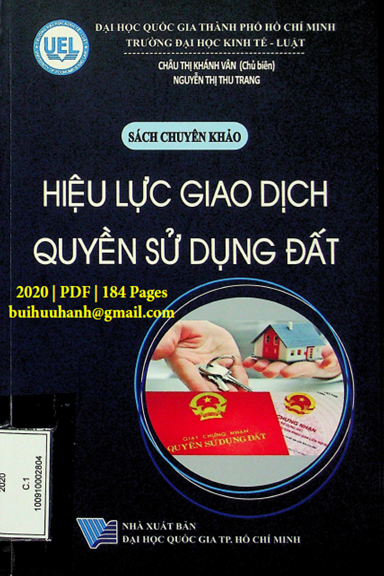 UEL
ĐẠI HỌC QUỐC GIA THÀNH PHỐ HỒ CHÍ MINH
TRƯỜNG ĐẠI HỌC KINH TẾ - LUẬT
CHÂU THỊ KHÁNH VÂN (Chủ biên)
NGUYỄN THỊ THU TRANG
SÁCH CHUYÊN KHẢO
HIỆU LỰC GIAO DỊCH
QUYỀN SỬ DỤNG ĐẤT
2020 | PDF | 184 Pages
buihuuhanh@gmail.com
GIẤY CHỨNG NHẬN
QUYỀN SỬ DỤNG ĐẤT
CHỨNG NHẬN
2020
C.1
100910002804
NHÀ XUẤT BẢN
ĐẠI HỌC QUỐC GIA TP. HỒ CHÍ MINH